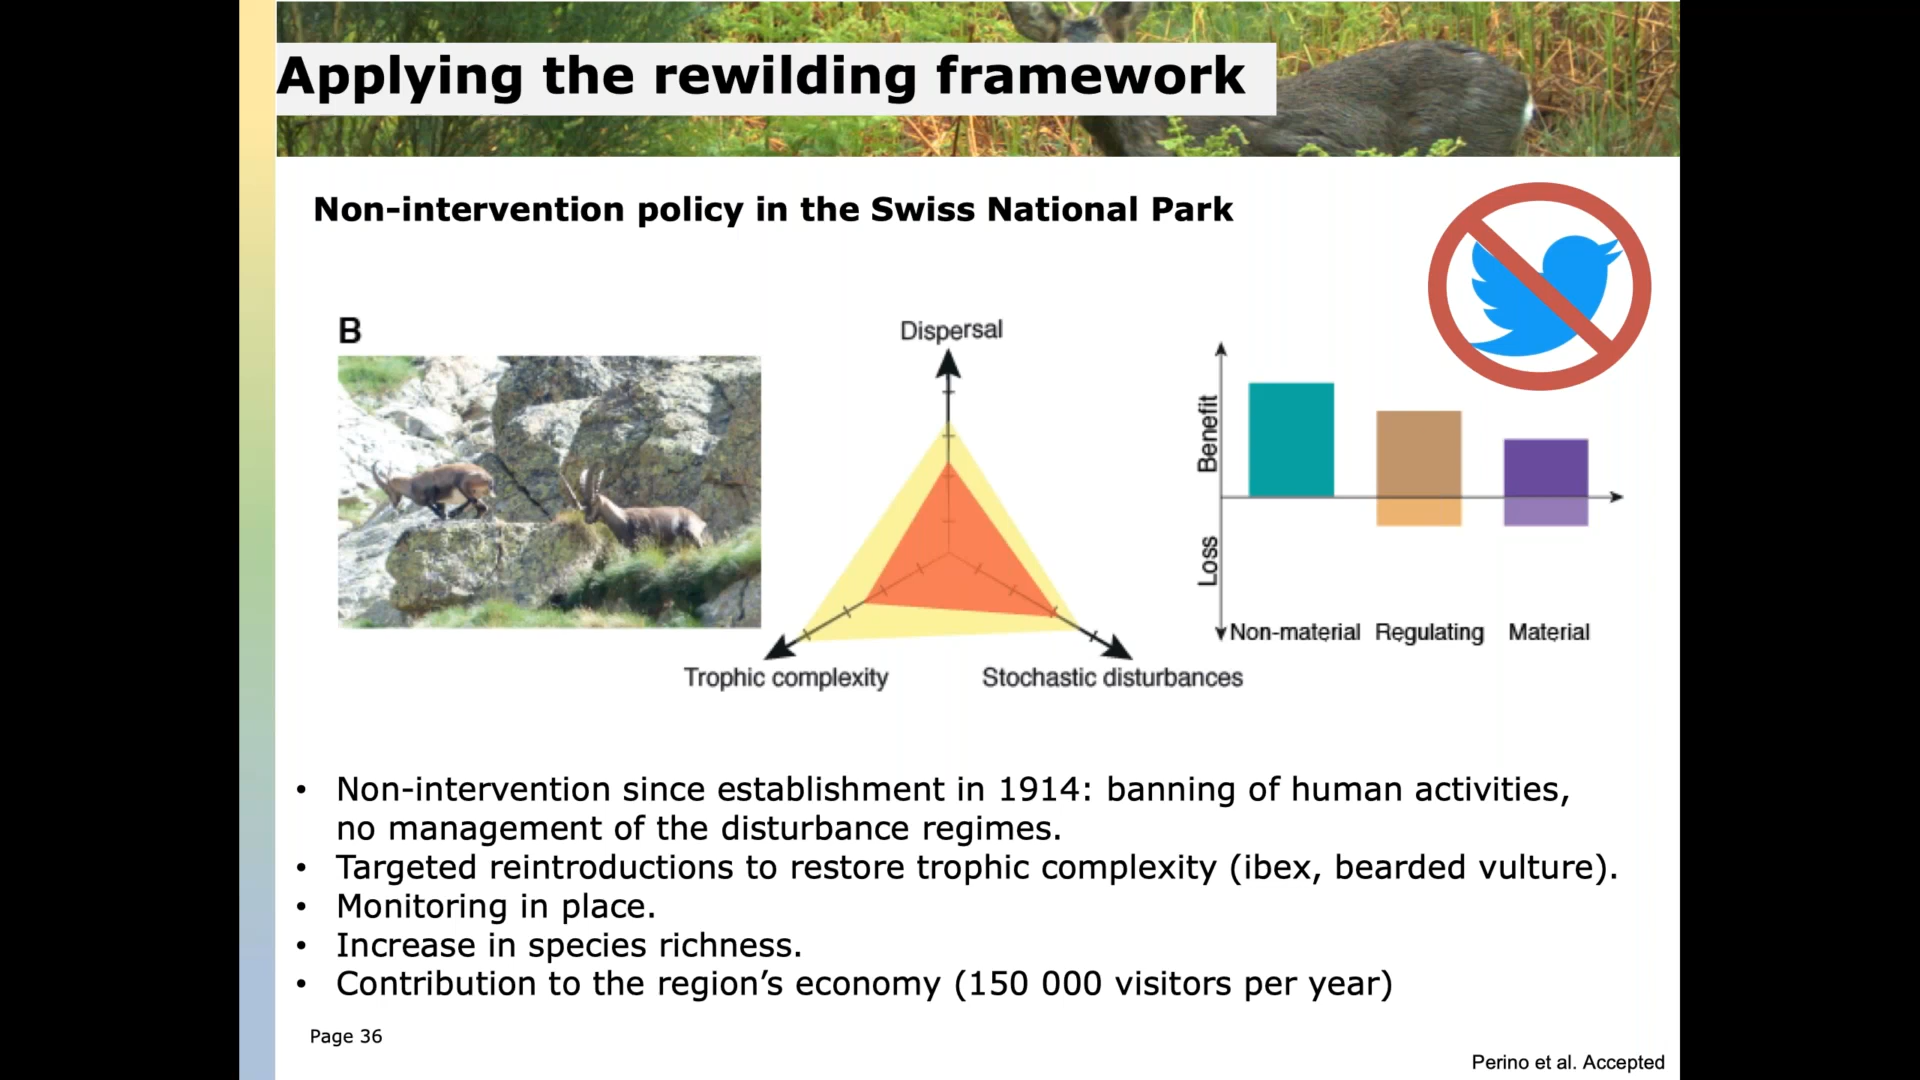 Applying the rewilding framework
Non-intervention policy in the Swiss National Park
B
Dispersal
Trophic complexity
Stochastic disturbances
Benefit
Loss
Non-material Regulating Material
• Non-intervention since establishment in 1914: banning of human activities,
no management of the disturbance regimes.
• Targeted reintroductions to restore trophic complexity (ibex, bearded vulture).
• Monitoring in place.
• Increase in species richness.
• Contribution to the region’s economy (150 000 visitors per year)
Page 36
Perino et al. Accepted